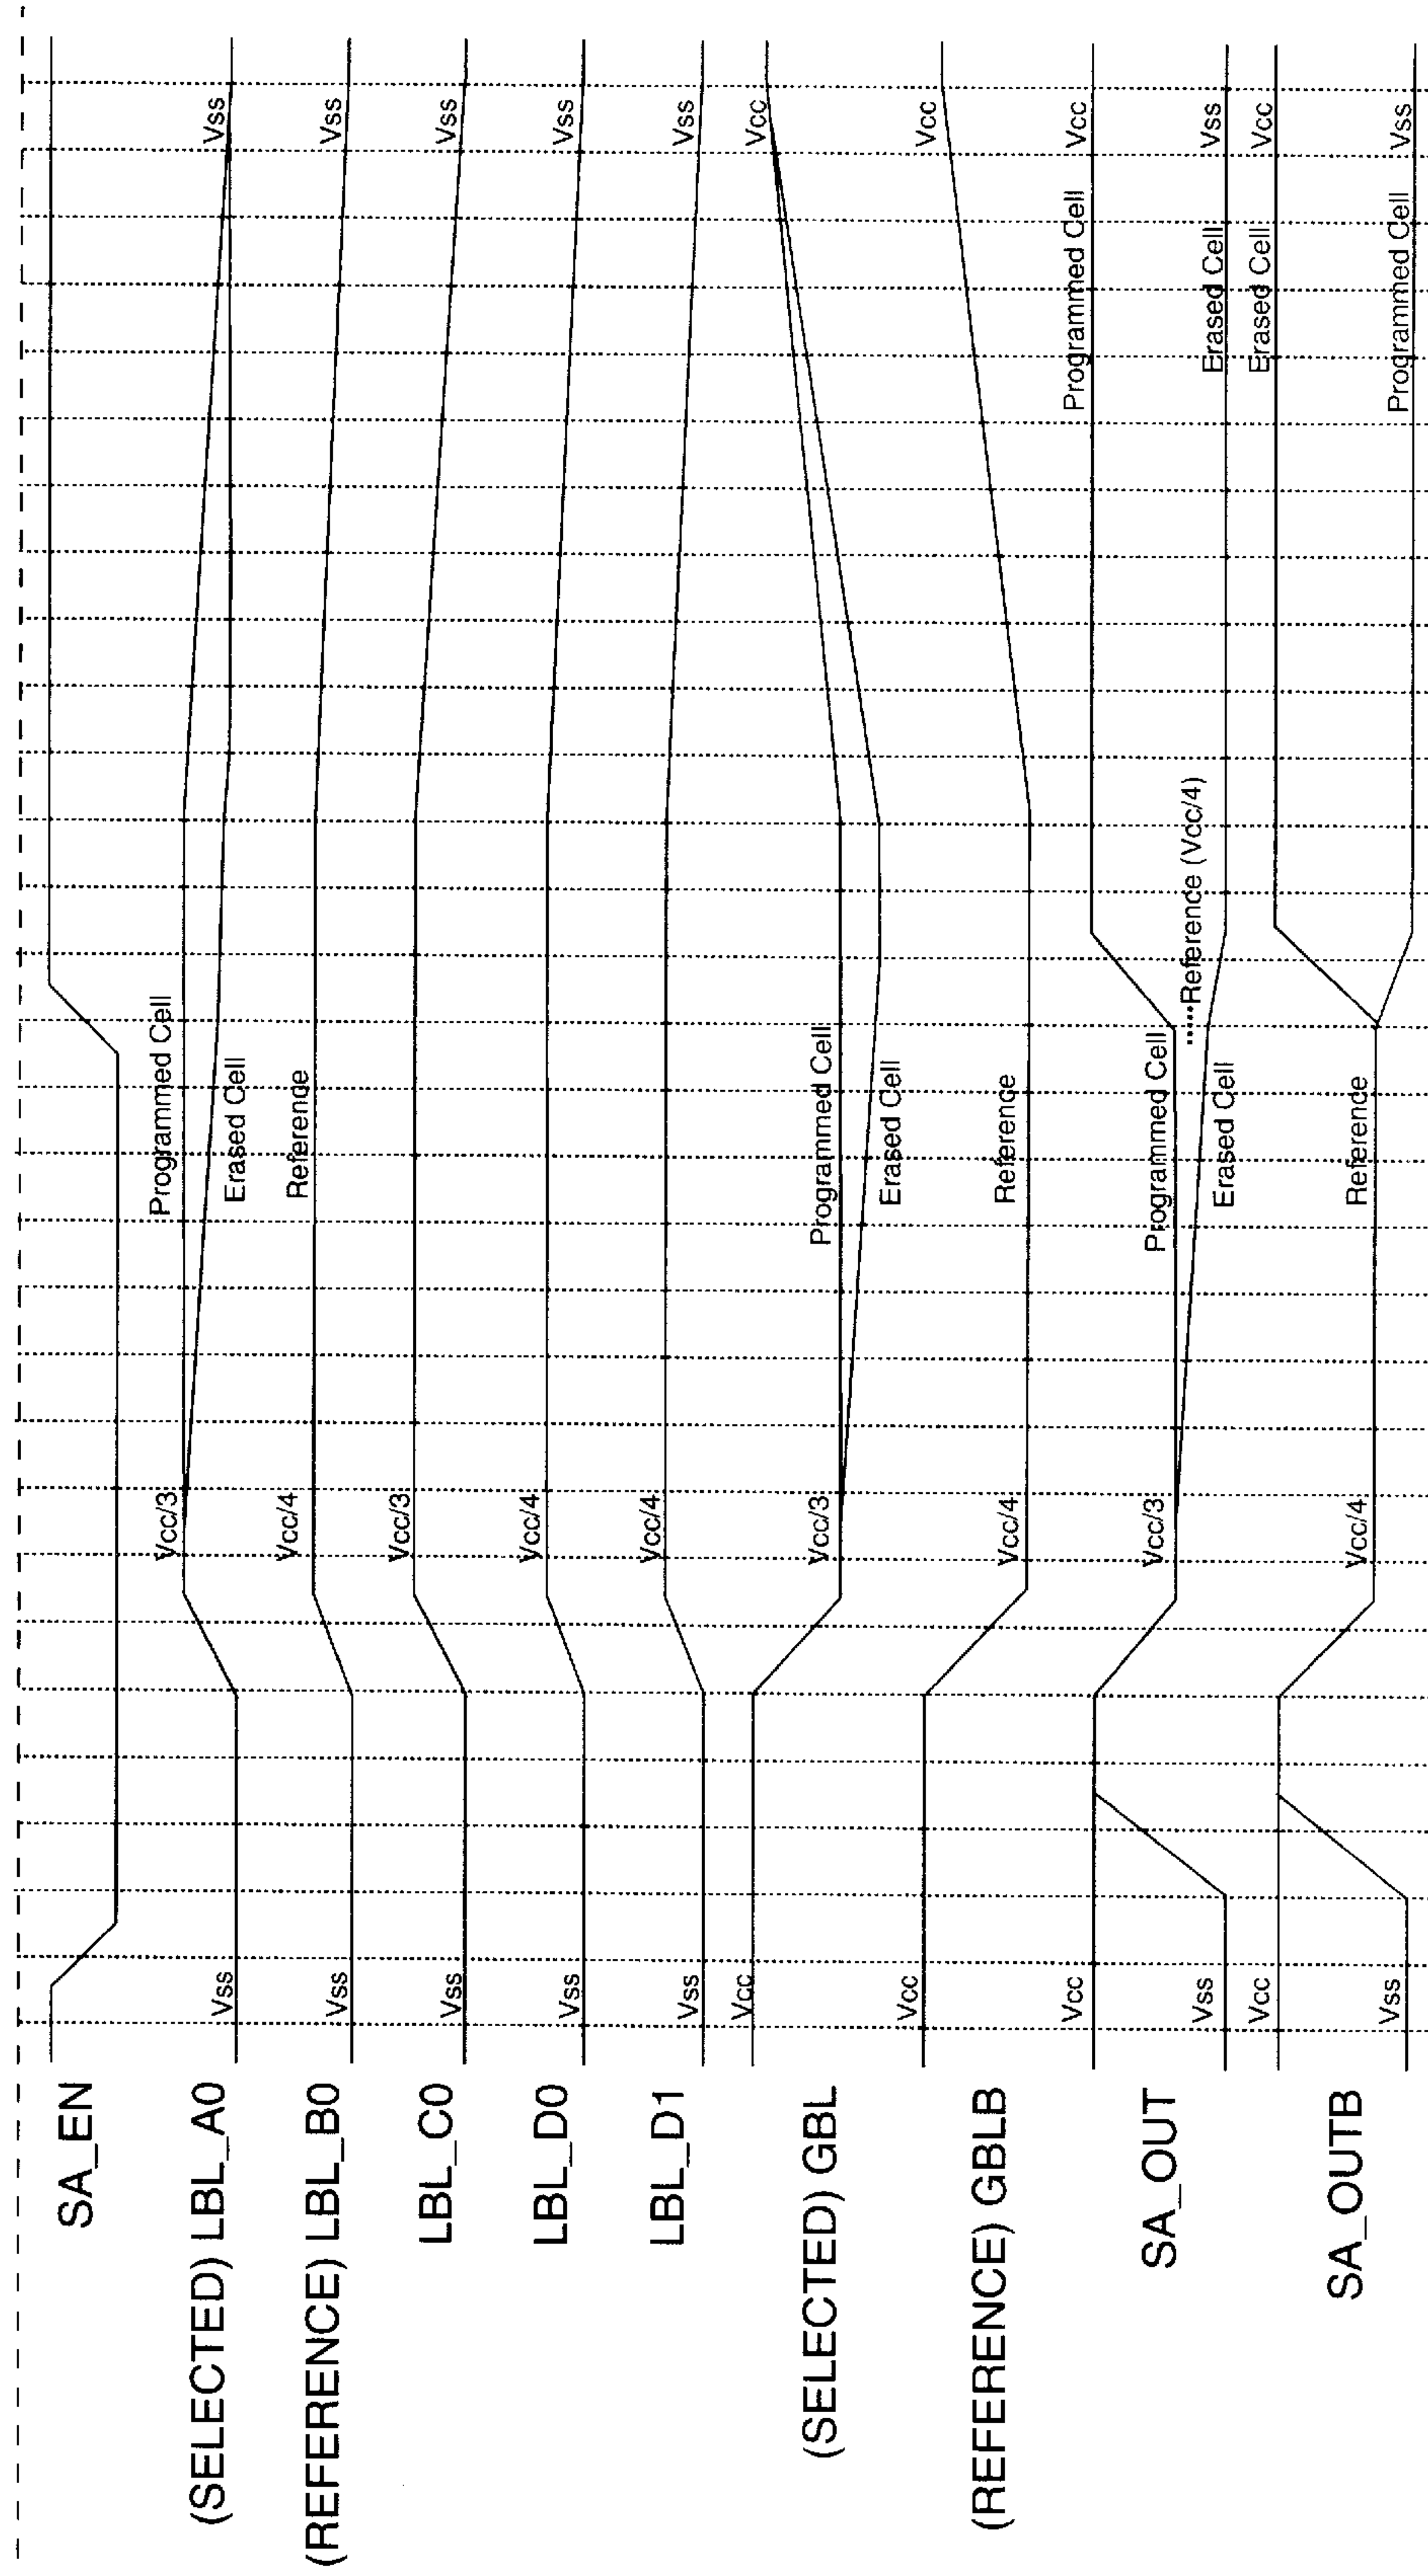 SA_EN
(SELECTED) LBL_A0
Vss
Vcc/3
Programmed Cell
Erased Cell
Vss
(REFERENCE) LBL_B0
Vss
Vcc/4
Reference
Vss
LBL_C0
Vss
Vcc/3
Vss
LBL_D0
Vss
Vcc/4
Vss
LBL_D1
Vss
Vcc/4
Vss
(SELECTED) GBL
Vcc
Vcc/3
Programmed Cell
Erased Cell
Vcc
(REFERENCE) GBLB
Vcc
Vcc/4
Reference
Vcc
SA_OUT
Vcc
Vss
Vcc/3
Programmed Cell
Erased Cell
Reference (Vcc/4)
Programmed Cell
Vcc
Erased Cell
Vss
SA_OUTB
Vcc
Vss
Vcc/4
Reference
Erased Cell
Vcc
Programmed Cell
Vss